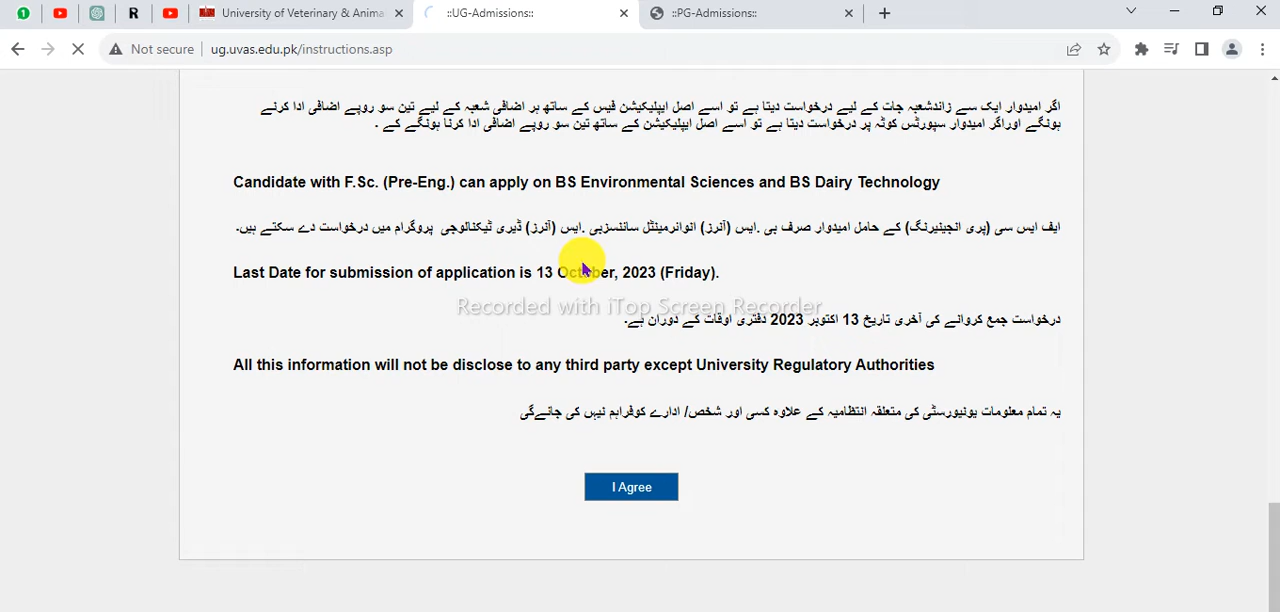 1
R
University of Veterinary & Anima
::UG-Admissions::
::PG-Admissions::
Not secure
ug.uvas.edu.pk/instructions.asp
اگر امیدوار ایک سے زائدشعبہ جات کے لیے درخواست دیتا ہے تو اسے اصل ایپلیکیشن فیس کے ساتھ ہر اضافی شعبہ کے لیے تین سو روپے اضافی ادا کرنے
ہونگے اوراگر امیدوار سپورٹس کوٹہ پر درخواست دیتا ہے تو اسے اصل ایپلیکیشن کے ساتھ تین سو روپے اضافی ادا کرنا ہونگے کے .
Candidate with F.Sc. (Pre-Eng.) can apply on BS Environmental Sciences and BS Dairy Technology
ایف ایس سی (پری انجینیرنگ) کے حامل امیدوار صرف بی .ایس (آنرز) انوائرمینٹل سائنسزبی .ایس (آنرز) ڈیری ٹیکنالوجی پروگرام میں درخواست دے سکتے ہیں.
Last Date for submission of application is 13 October, 2023 (Friday).
Recorded with iTop Screen Recorder
درخواست جمع کروانے کی آخری تاریخ 13 اکتوبر 2023 دفتری اوقات کے دوران ہے.
All this information will not be disclose to any third party except University Regulatory Authorities
یہ تمام معلومات یونیورسٹی کی متعلقہ انتظامیہ کے علاوہ کسی اور شخص/ ادارے کوفراہم نہیں کی جائےگی
I Agree